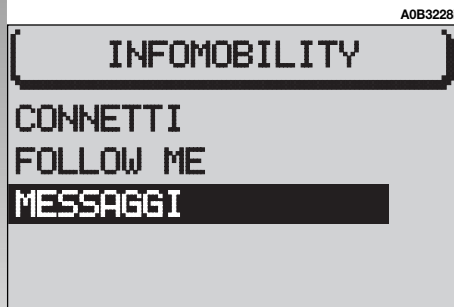 A0B3228
INFOMOBILITY
CONNETTI
FOLLOW ME
MESSAGGI